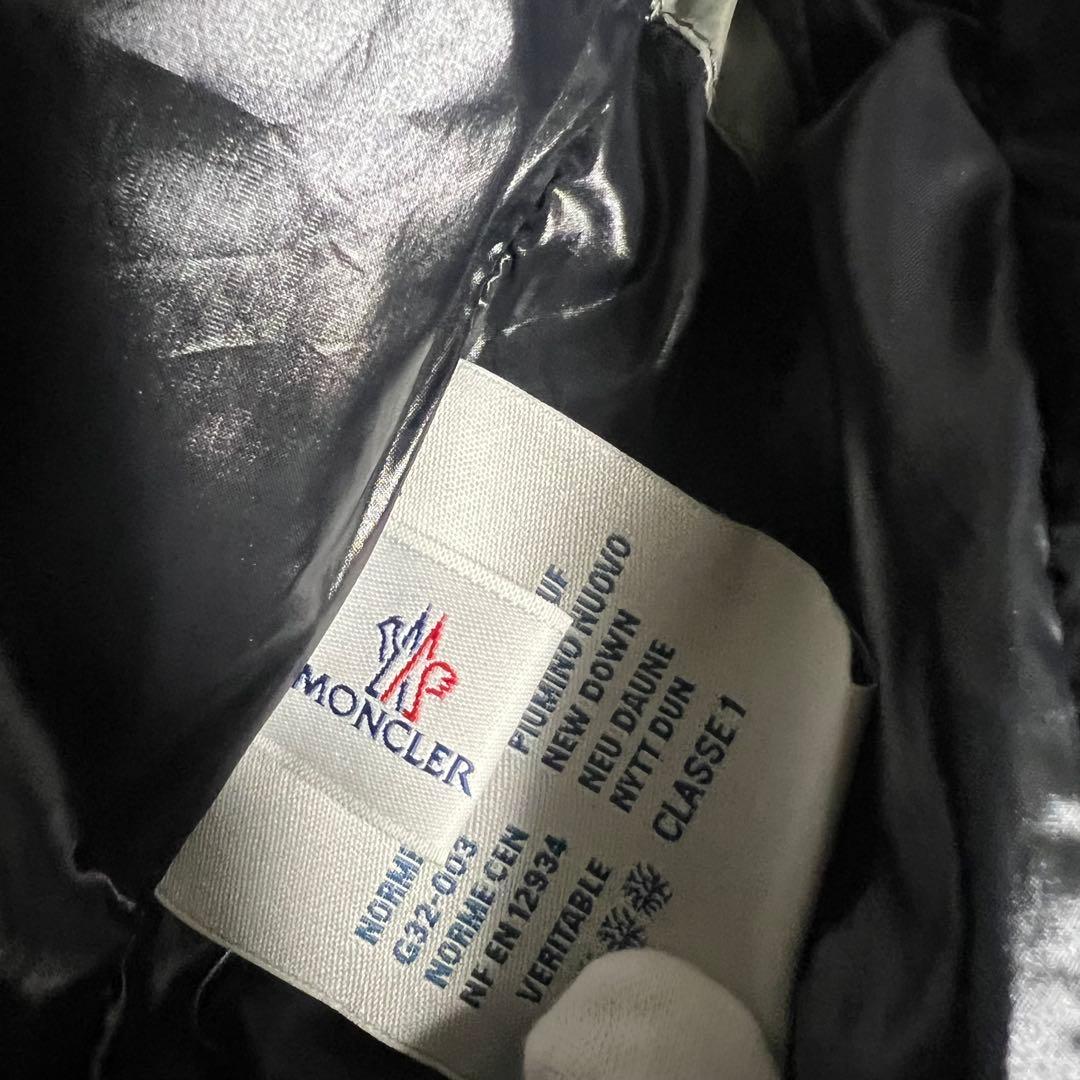 MONCLER
UF
PIUMINO NUOVO
NEW DOWN
NEU DAUNE
NYTT DUN
CLASSE 1
NORME
G32-003
NORME CEN
NF EN 12934
VERITABLE